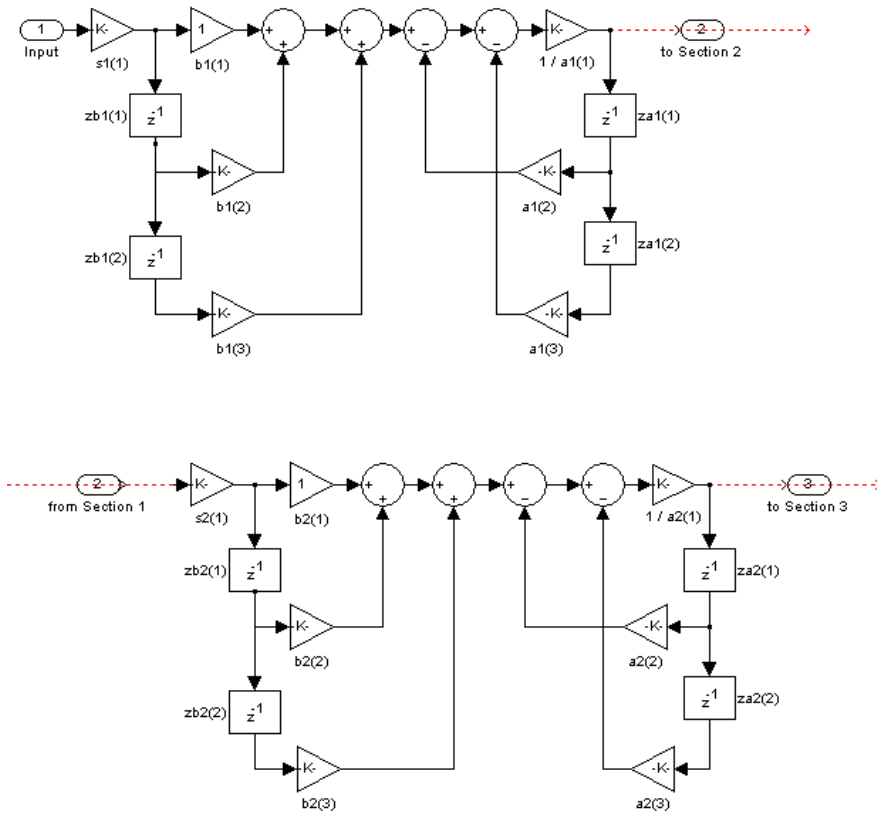 1
Input
K-
s1(1)
1
b1(1)
+
+
+
+
+
−
+
−
K-
1 / a1(1)
2
to Section 2
zb1(1)
z-1
z-1
za1(1)
K-
b1(2)
-K-
a1(2)
zb1(2)
z-1
z-1
za1(2)
K-
b1(3)
-K-
a1(3)
2
from Section 1
K-
s2(1)
1
b2(1)
+
+
+
+
+
−
+
−
K-
1 / a2(1)
3
to Section 3
zb2(1)
z-1
z-1
za2(1)
K-
b2(2)
-K-
a2(2)
zb2(2)
z-1
z-1
za2(2)
K-
b2(3)
-K-
a2(3)